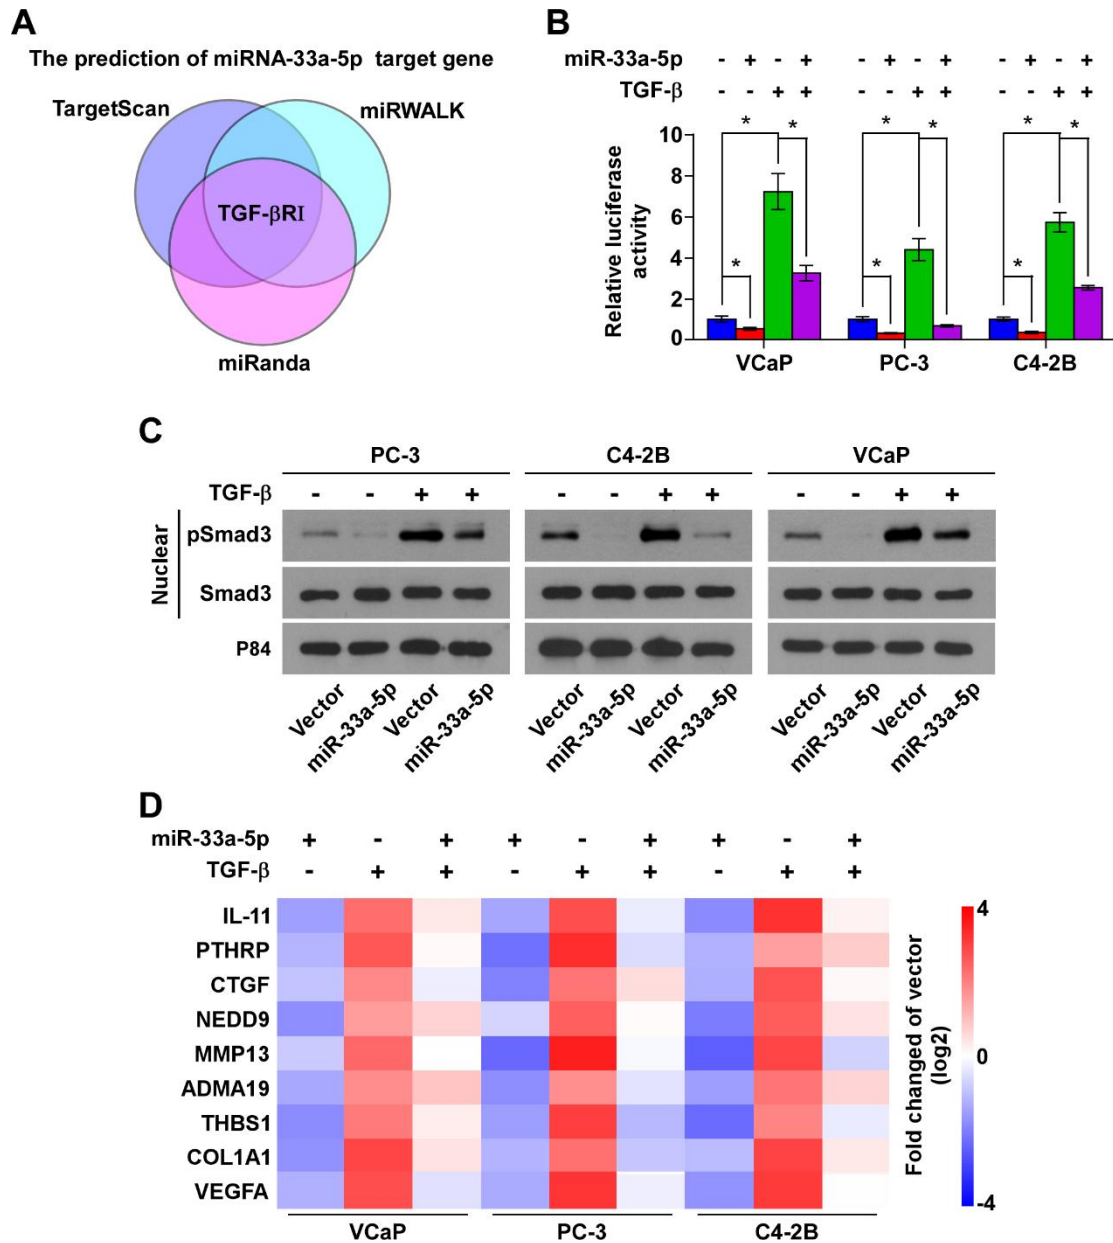 A
The prediction of miRNA-33a-5p target gene
TargetScan
miRWALK
TGF-βRI
miRanda
B
miR-33a-5p - + - + - + - + - + - +
TGF-β - - + + - - + + - - + +
* * * * * *
* * *
Relative luciferase activity
10
8
6
4
2
0
VCaP PC-3 C4-2B
C
PC-3 C4-2B VCaP
TGF-β - - + + - - + + - - + +
Nuclear
pSmad3
Smad3
P84
Vector miR-33a-5p Vector miR-33a-5p Vector miR-33a-5p Vector miR-33a-5p Vector miR-33a-5p Vector miR-33a-5p
D
miR-33a-5p + - + + - + + - +
TGF-β - + + - + + - + +
IL-11
PTHRP
CTGF
NEDD9
MMP13
ADMA19
THBS1
COL1A1
VEGFA
VCaP PC-3 C4-2B
4
0
-4
Fold changed of vector
(log2)